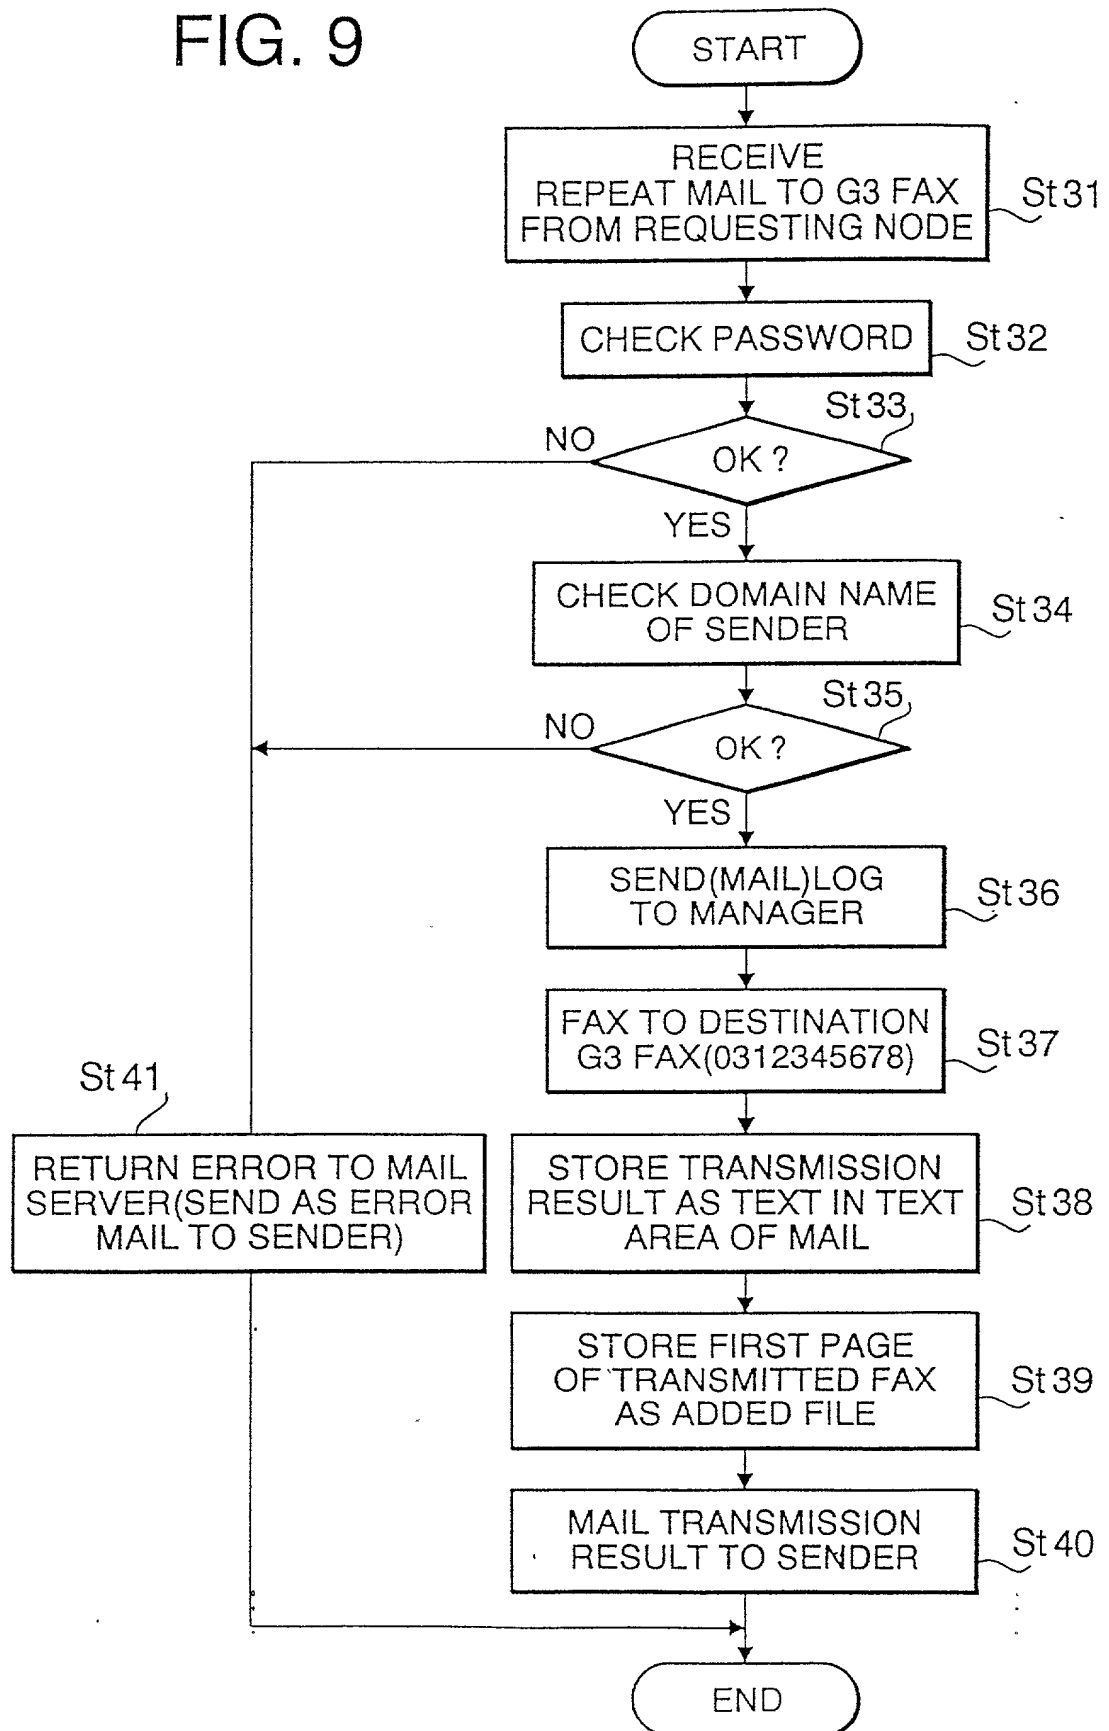 FIG. 9
START
RECEIVE
REPEAT MAIL TO G3 FAX
FROM REQUESTING NODE
St31
CHECK PASSWORD
St32
St33
NO
OK ?
YES
CHECK DOMAIN NAME
OF SENDER
St34
St35
NO
OK ?
YES
SEND(MAIL)LOG
TO MANAGER
St36
FAX TO DESTINATION
G3 FAX(0312345678)
St37
St41
RETURN ERROR TO MAIL
SERVER(SEND AS ERROR
MAIL TO SENDER)
STORE TRANSMISSION
RESULT AS TEXT IN TEXT
AREA OF MAIL
St38
STORE FIRST PAGE
OF TRANSMITTED FAX
AS ADDED FILE
St39
MAIL TRANSMISSION
RESULT TO SENDER
St40
END